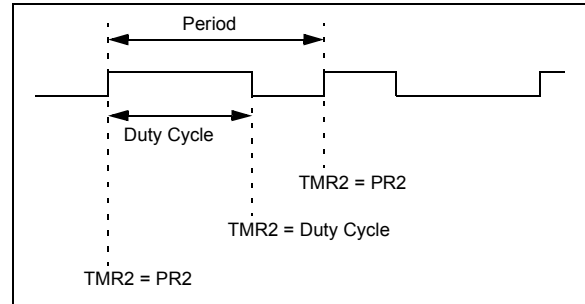 Period
Duty Cycle
TMR2 = PR2
TMR2 = Duty Cycle
TMR2 = PR2